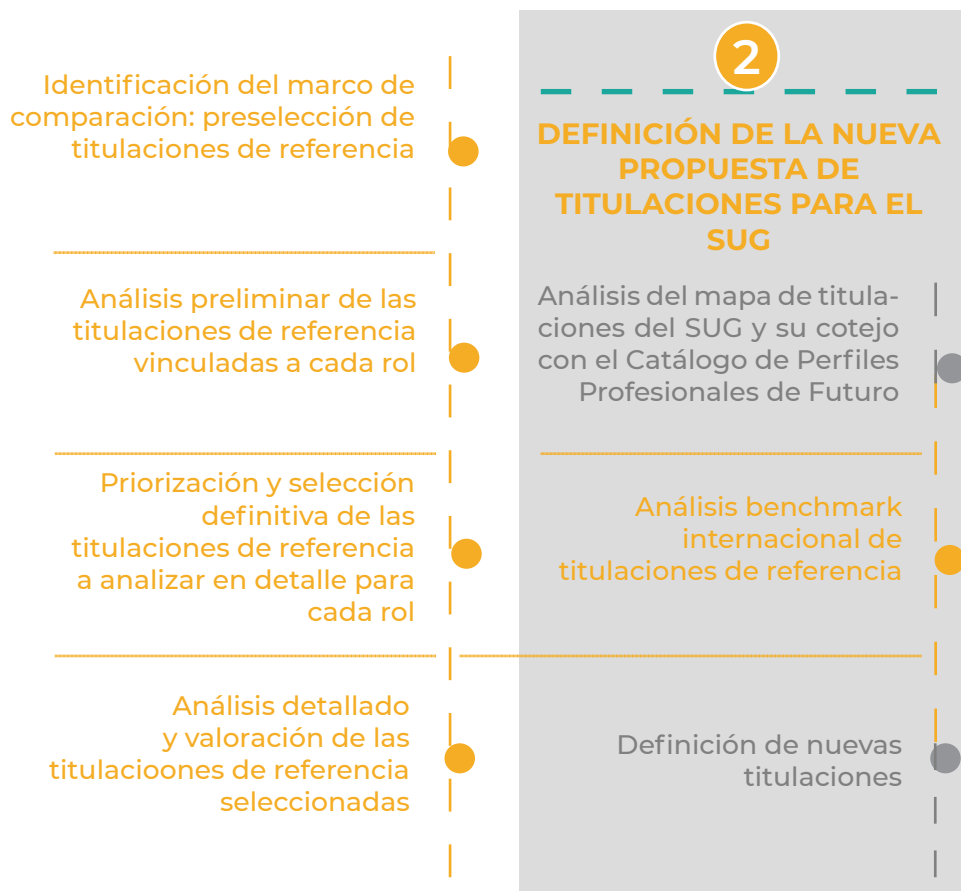 Identificación del marco de
comparación: preselección de
titulaciones de referencia
Análisis preliminar de las
titulaciones de referencia
vinculadas a cada rol
Priorización y selección
definitiva de las
titulaciones de referencia
a analizar en detalle para
cada rol
Análisis detallado
y valoración de las
titulacioones de referencia
seleccionadas
2
DEFINICIÓN DE LA NUEVA
PROPUESTA DE
TITULACIONES PARA EL
SUG
Análisis del mapa de titula-
ciones del SUG y su cotejo
con el Catálogo de Perfiles
Profesionales de Futuro
Análisis benchmark
internacional de
titulaciones de referencia
Definición de nuevas
titulaciones